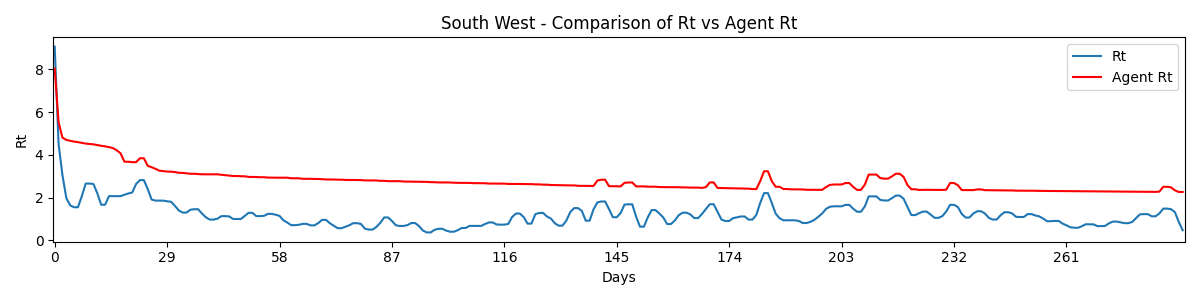 South West - Comparison of Rt vs Agent Rt
Rt
Agent Rt
Rt
8
6
4
2
0
0 29 58 87 116 145 174 203 232 261
Days